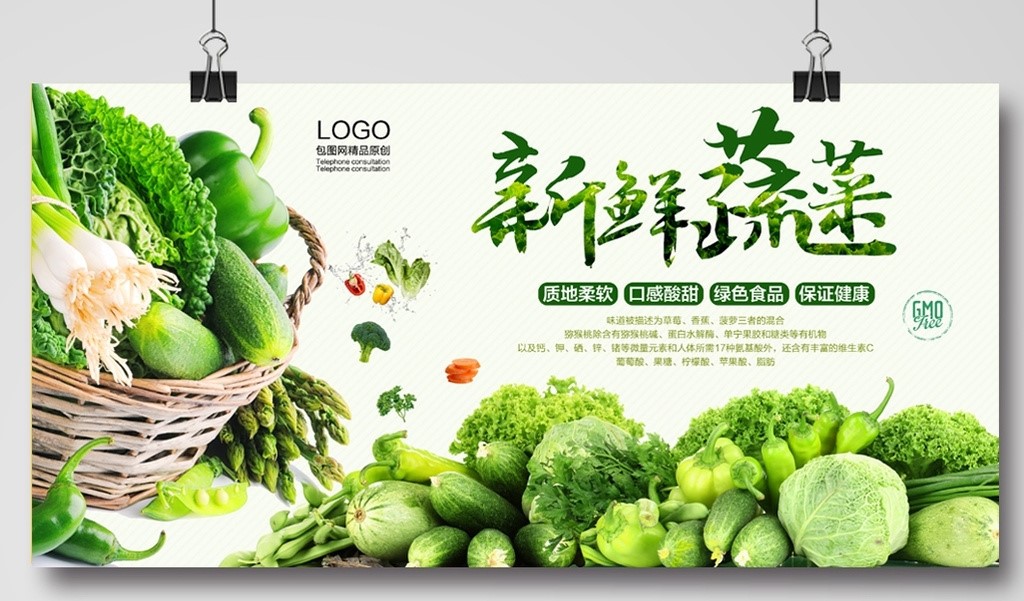 LOGO
包图网精品原创
Telephone consultation
Telephone consultation
新鲜蔬菜
质地柔软 口感酸甜 绿色食品 保证健康
味道被描述为草莓、香蕉、菠萝三者的混合
猕猴桃除含有猕猴桃碱、蛋白水解酶、单宁果胶和糖类等有机物
以及钙、钾、硒、锌、锗等微量元素和人体所需17种氨基酸外，还含有丰富的维生素C
葡萄酸、果糖、柠檬酸、苹果酸、脂肪
GMO
free